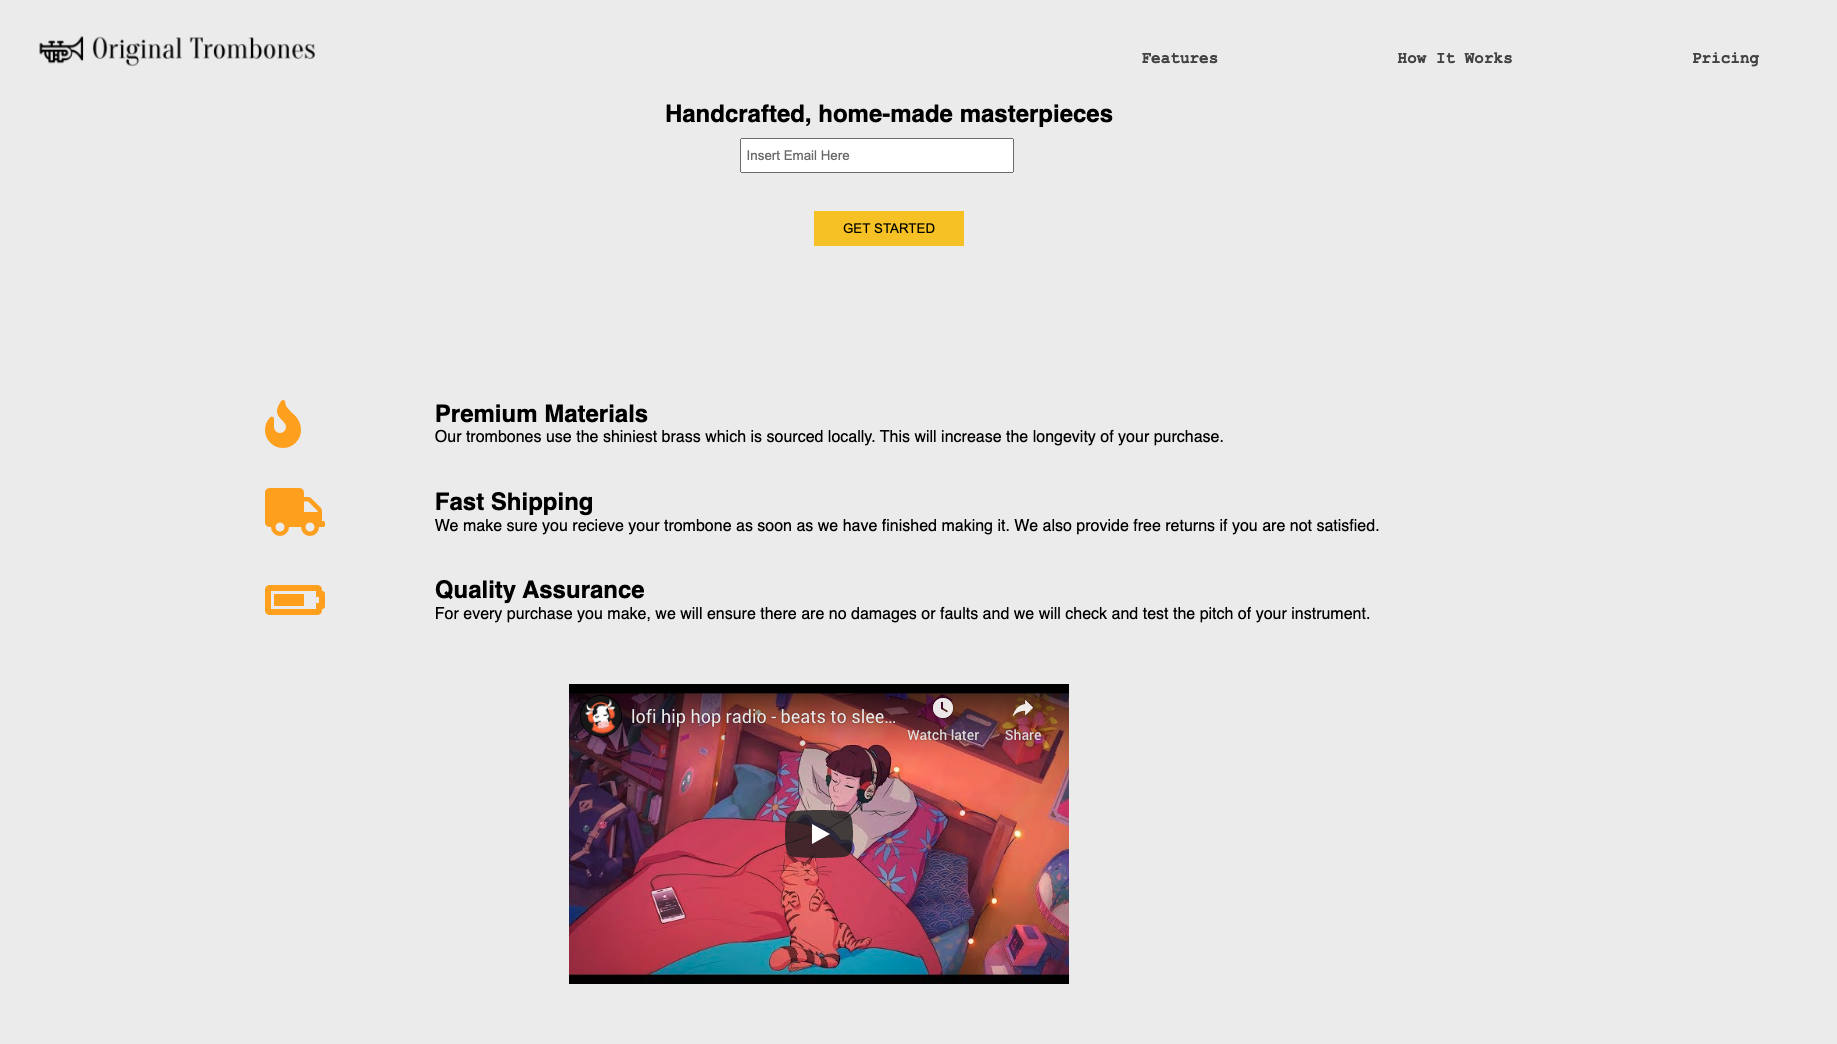 Original Trombones
Features
How It Works
Pricing
Handcrafted, home-made masterpieces
Insert Email Here
GET STARTED
Premium Materials
Our trombones use the shiniest brass which is sourced locally. This will increase the longevity of your purchase.
Fast Shipping
We make sure you recieve your trombone as soon as we have finished making it. We also provide free returns if you are not satisfied.
Quality Assurance
For every purchase you make, we will ensure there are no damages or faults and we will check and test the pitch of your instrument.
lofi hip hop radio - beats to slee...
Watch later
Share